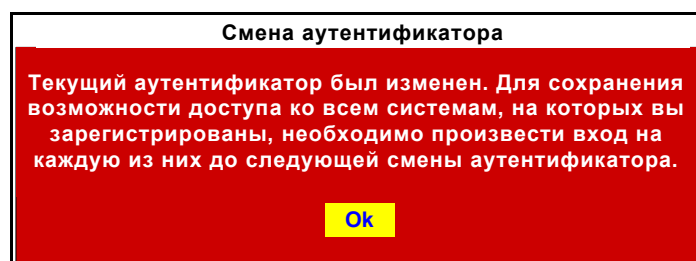 Смена аутентификатора
Текущий аутентификатор был изменен. Для сохранения
возможности доступа ко всем системам, на которых вы
зарегистрированы, необходимо произвести вход на
каждую из них до следующей смены аутентификатора.
Ok